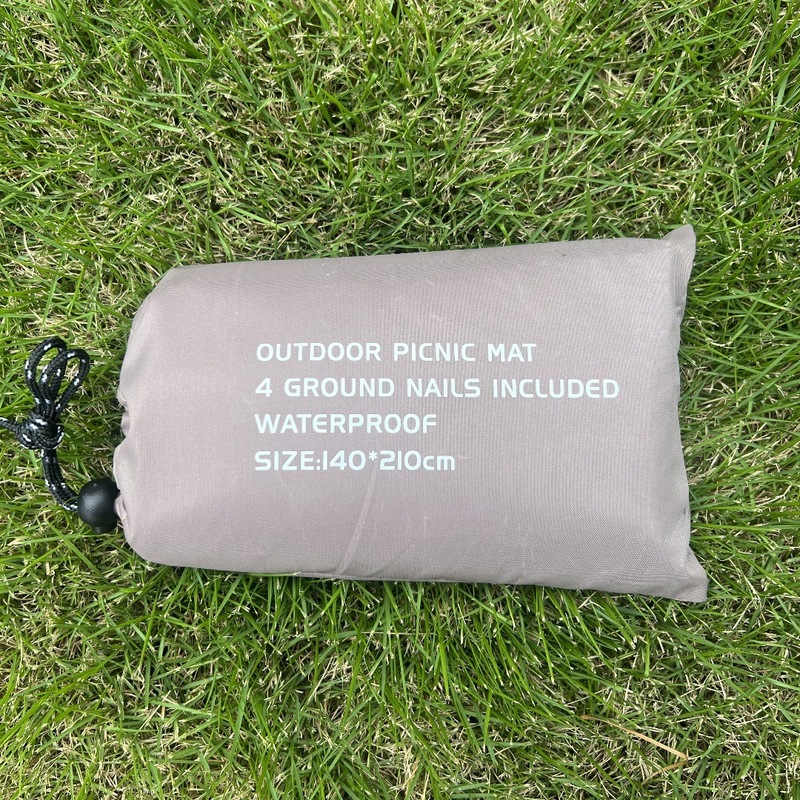 OUTDOOR PICNIC MAT
4 GROUND NAILS INCLUDED
WATERPROOF
SIZE:140*210cm